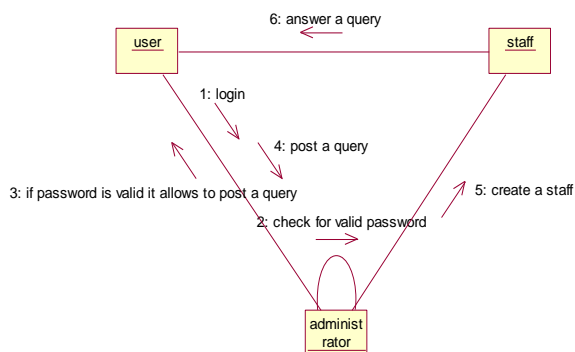 6: answer a query
user
staff
1: login
4: post a query
3: if password is valid it allows to post a query
5: create a staff
2: check for valid password
administ
rator